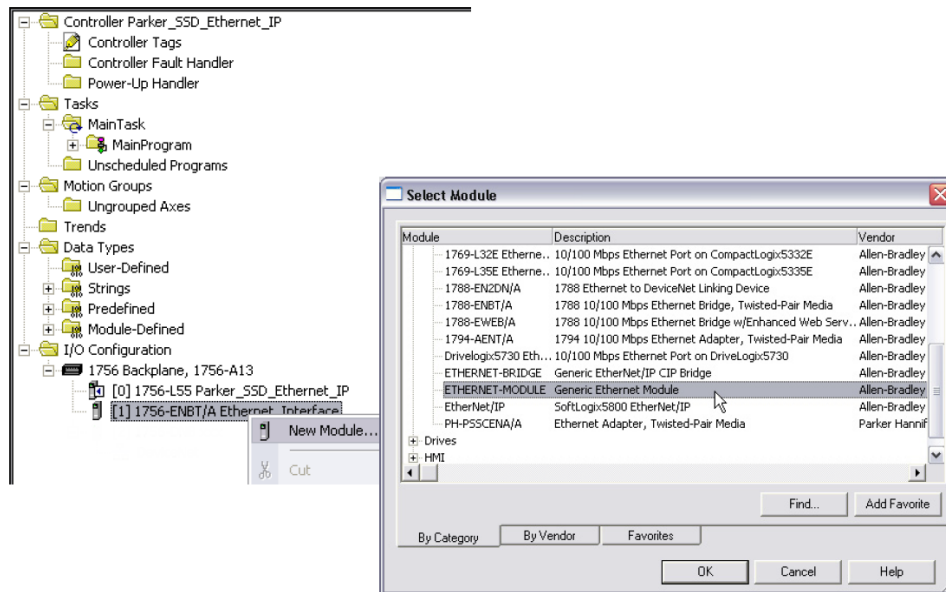 Controller Parker_SSD_Ethernet_IP
Controller Tags
Controller Fault Handler
Power-Up Handler
Tasks
MainTask
MainProgram
Unscheduled Programs
Motion Groups
Ungrouped Axes
Trends
Data Types
User-Defined
Strings
Predefined
Module-Defined
I/O Configuration
1756 Backplane, 1756-A13
[0] 1756-L55 Parker_SSD_Ethernet_IP
[1] 1756-ENBT/A Ethernet_Interface
New Module...
Cut
Select Module
Module Description Vendor
1769-L32E Etherne.. 10/100 Mbps Ethernet Port on CompactLogix5332E Allen-Bradley
1769-L35E Etherne.. 10/100 Mbps Ethernet Port on CompactLogix5335E Allen-Bradley
1788-EN2DN/A 1788 Ethernet to DeviceNet Linking Device Allen-Bradley
1788-ENBT/A 1788 10/100 Mbps Ethernet Bridge, Twisted-Pair Media Allen-Bradley
1788-EWEB/A 1788 10/100 Mbps Ethernet Bridge w/Enhanced Web Serv.. Allen-Bradley
1794-AENT/A 1794 10/100 Mbps Ethernet Adapter, Twisted-Pair Media Allen-Bradley
Drivelogix5730 Eth... 10/100 Mbps Ethernet Port on DriveLogix5730 Allen-Bradley
ETHERNET-BRIDGE Generic EtherNet/IP CIP Bridge Allen-Bradley
ETHERNET-MODULE Generic Ethernet Module Allen-Bradley
EtherNet/IP SoftLogix5800 EtherNet/IP Allen-Bradley
PH-PSSCENA/A Ethernet Adapter, Twisted-Pair Media Parker Hannif
Drives
HMI
Find... Add Favorite
By Category By Vendor Favorites
OK Cancel Help